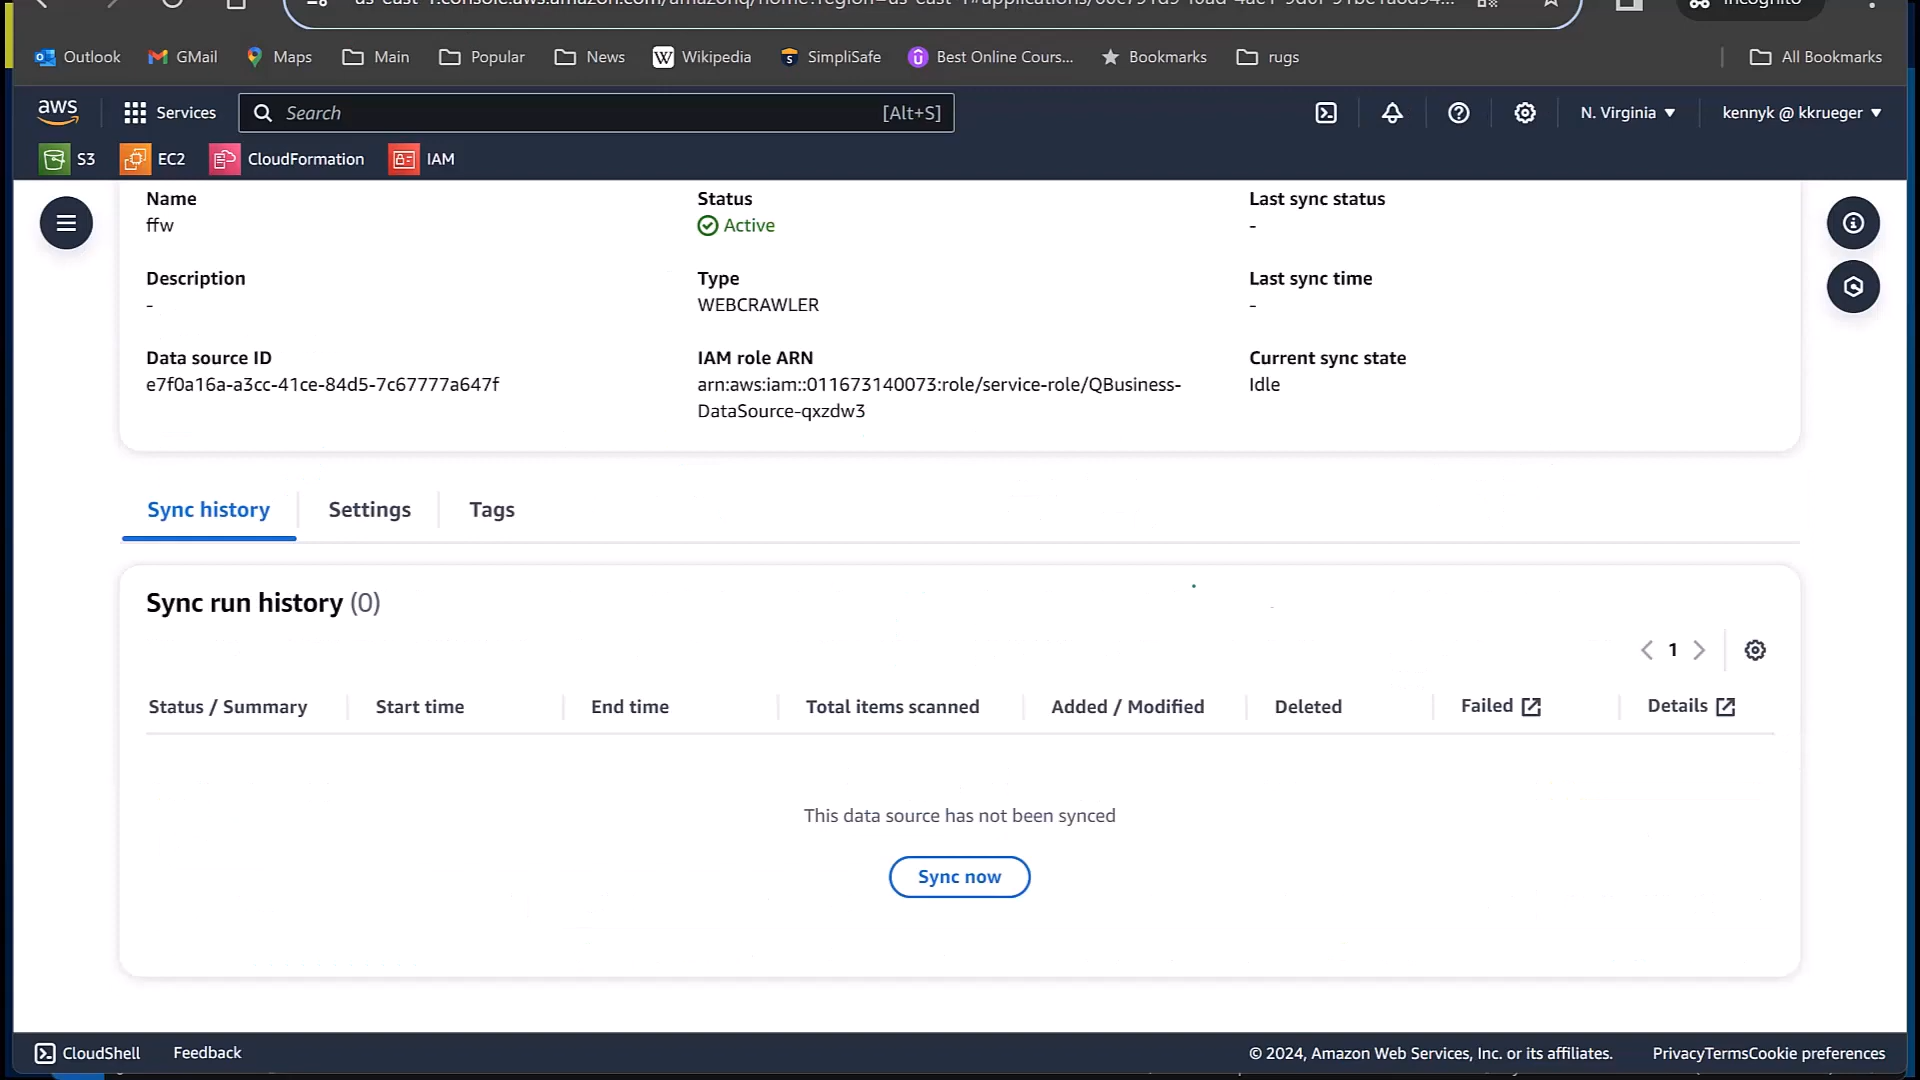 Outlook GMail Maps Main Popular News Wikipedia SimpliSafe Best Online Cours... Bookmarks rugs All Bookmarks
aws Services Search [Alt+S] N. Virginia kennyk @ kkrueger
S3 EC2 CloudFormation IAM
Name Status Last sync status
ffw Active -
Description Type Last sync time
- WEBCRAWLER -
Data source ID IAM role ARN Current sync state
e7f0a16a-a3cc-41ce-84d5-7c67777a647f arn:aws:iam::011673140073:role/service-role/QBusiness- Idle
DataSource-qxzdw3
Sync history Settings Tags
Sync run history (0)
1
Status / Summary Start time End time Total items scanned Added / Modified Deleted Failed Details
This data source has not been synced
Sync now
CloudShell Feedback © 2024, Amazon Web Services, Inc. or its affiliates. PrivacyTermsCookie preferences